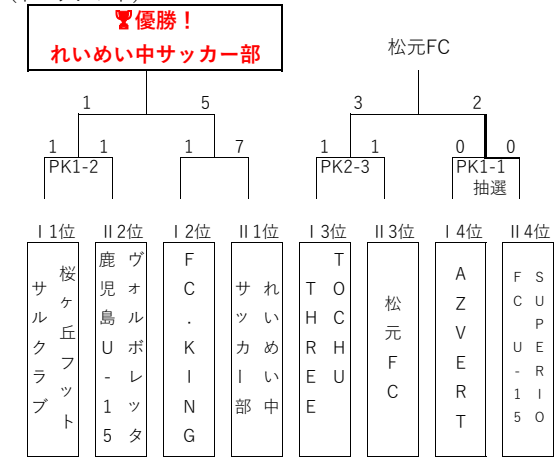 🏆優勝！
れいめい中サッカー部
松元FC
1 5 3 2
1 1 1 7 1 1 0 0
PK1-2 PK2-3 PK1-1
抽選
Ⅰ1位 Ⅱ2位 Ⅰ2位 Ⅱ1位 Ⅰ3位 Ⅱ3位 Ⅰ4位 Ⅱ4位
桜ヶ丘フット
サルクラブ
ヴォルボレッタ
鹿児島U-15
FC.KING
れいめい中
サッカー部
TOCHU
THREE
松元FC
AZVERT
SUPERIO
FC U-15